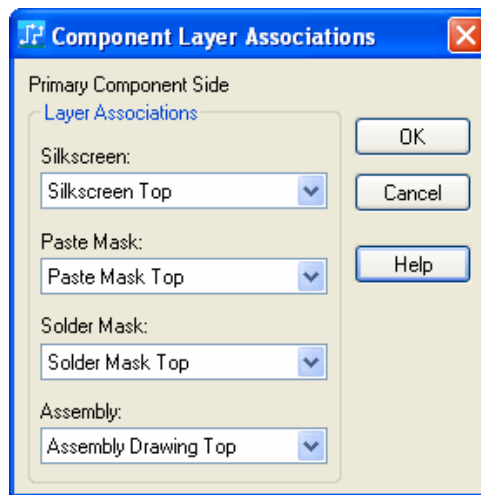 Component Layer Associations
Primary Component Side
Layer Associations
Silkscreen:
Silkscreen Top
Paste Mask:
Paste Mask Top
Solder Mask:
Solder Mask Top
Assembly:
Assembly Drawing Top
OK
Cancel
Help